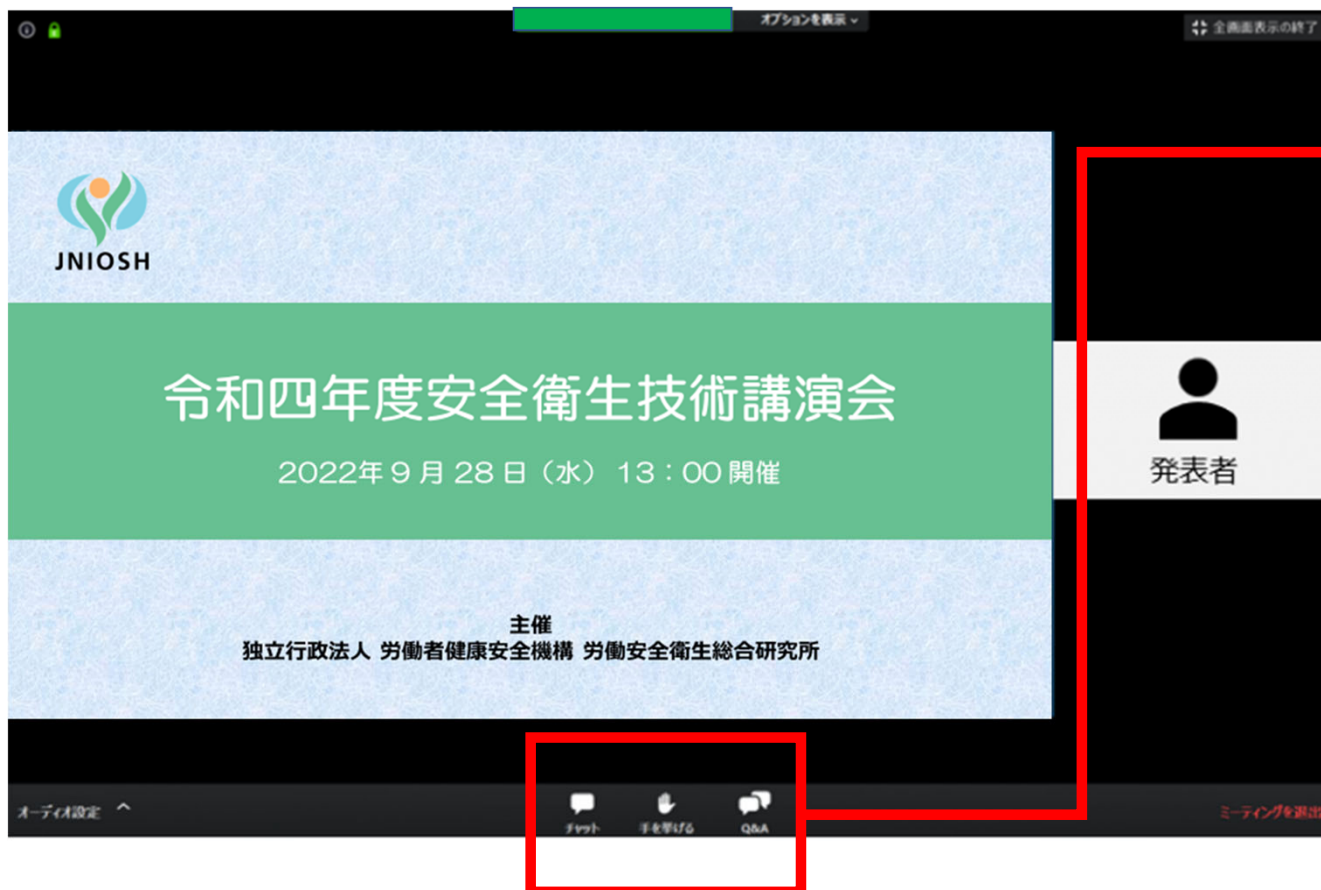 オプションを表示
全画面表示の終了
JNIOSH
令和四年度安全衛生技術講演会
2022年9月28日（水） 13：00開催
発表者
主催
独立行政法人 労働者健康安全機構 労働安全衛生総合研究所
オーディオ設定
チャット
手を挙げる
Q&A
ミーティングを退出